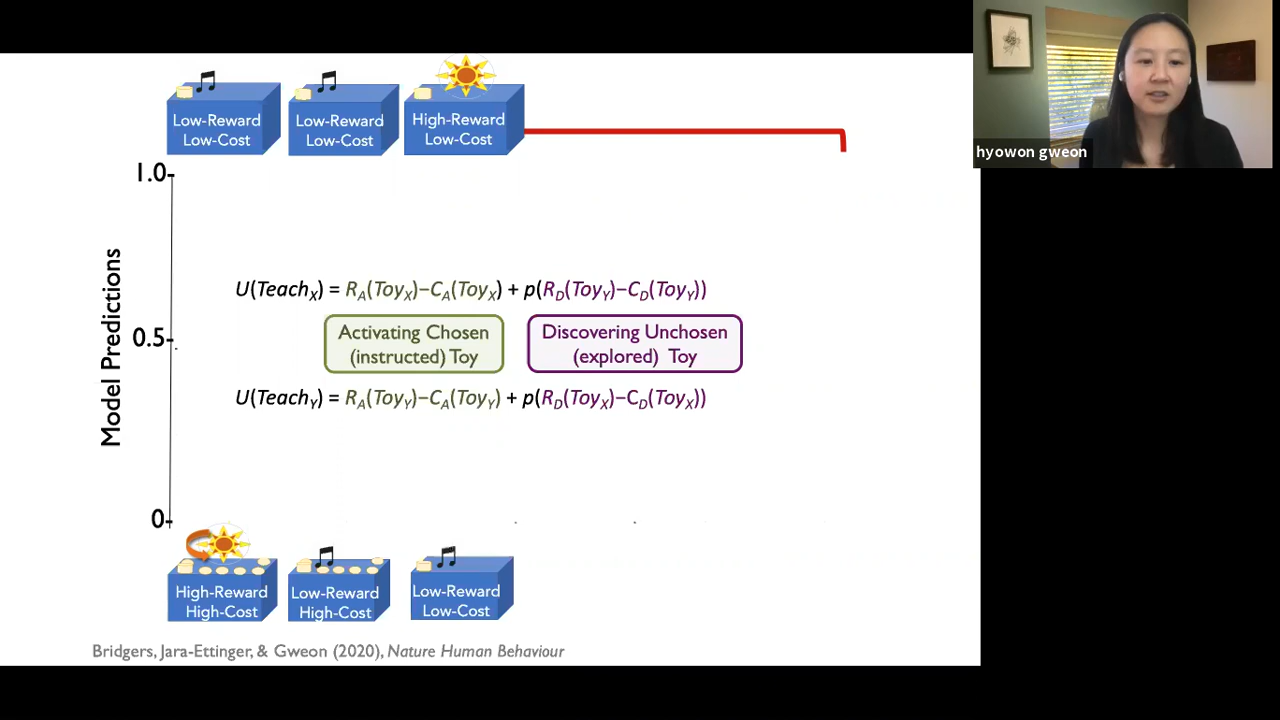 hyowon gweon
Low-Reward
Low-Cost
Low-Reward
Low-Cost
High-Reward
Low-Cost
1.0
Model Predictions
U(Teach_X) = R_A(Toy_X)−C_A(Toy_X) + p(R_D(Toy_Y)−C_D(Toy_Y))
0.5
Activating Chosen
(instructed) Toy
Discovering Unchosen
(explored) Toy
U(Teach_Y) = R_A(Toy_Y)−C_A(Toy_Y) + p(R_D(Toy_X)−C_D(Toy_X))
0
High-Reward
High-Cost
Low-Reward
High-Cost
Low-Reward
Low-Cost
Bridgers, Jara-Ettinger, & Gweon (2020), Nature Human Behaviour